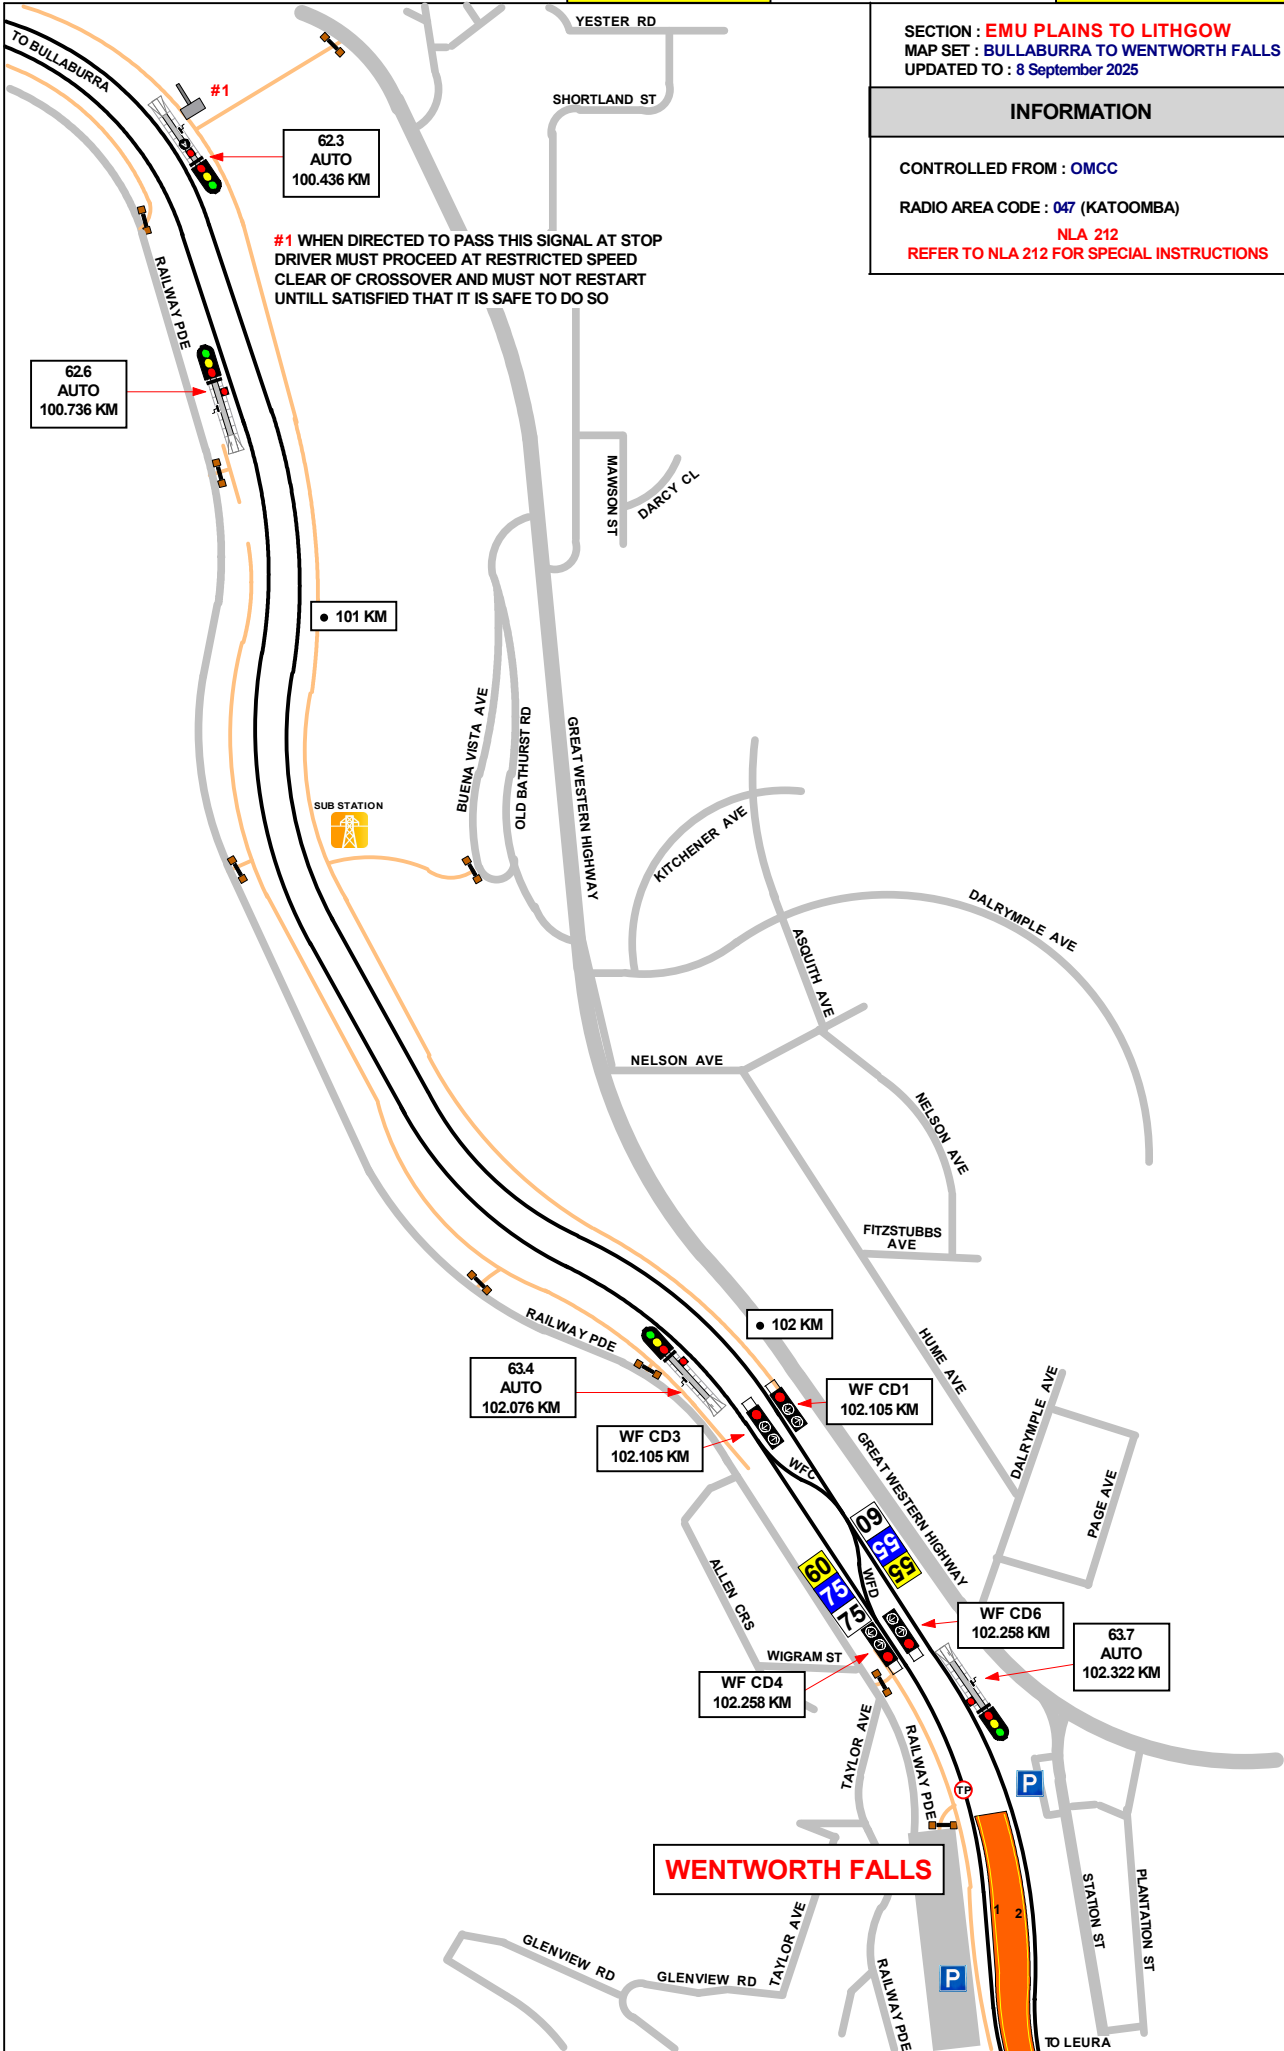 SECTION : EMU PLAINS TO LITHGOW
MAP SET : BULLABURRA TO WENTWORTH FALLS
UPDATED TO : 8 September 2025
INFORMATION
CONTROLLED FROM : OMCC
RADIO AREA CODE : 047 (KATOOMBA)
NLA 212
REFER TO NLA 212 FOR SPECIAL INSTRUCTIONS
YESTER RD
TO BULLABURRA
#1
SHORTLAND ST
62.3
AUTO
100.436 KM
#1 WHEN DIRECTED TO PASS THIS SIGNAL AT STOP
DRIVER MUST PROCEED AT RESTRICTED SPEED
CLEAR OF CROSSOVER AND MUST NOT RESTART
UNTILL SATISFIED THAT IT IS SAFE TO DO SO
RAILWAY PDE
62.6
AUTO
100.736 KM
MAWSON ST
DARCY CL
101 KM
BUENA VISTA AVE
OLD BATHURST RD
GREAT WESTERN HIGHWAY
SUB STATION
KITCHENER AVE
DALRYMPLE AVE
ASQUITH AVE
NELSON AVE
NELSON AVE
FITZSTUBBS
AVE
102 KM
RAILWAY PDE
HUME AVE
63.4
AUTO
102.076 KM
WF CD1
102.105 KM
WF CD3
102.105 KM
DALRYMPLE AVE
WFC
GREAT WESTERN HIGHWAY
PAGE AVE
60
55
55
60
75
75
WFD
ALLEN CRS
WF CD6
102.258 KM
63.7
AUTO
102.322 KM
WIGRAM ST
WF CD4
102.258 KM
TAYLOR AVE
RAILWAY PDE
TP
P
WENTWORTH FALLS
STATION ST
PLANTATION ST
1 2
TAYLOR AVE
GLENVIEW RD
GLENVIEW RD
RAILWAY PDE
P
TO LEURA